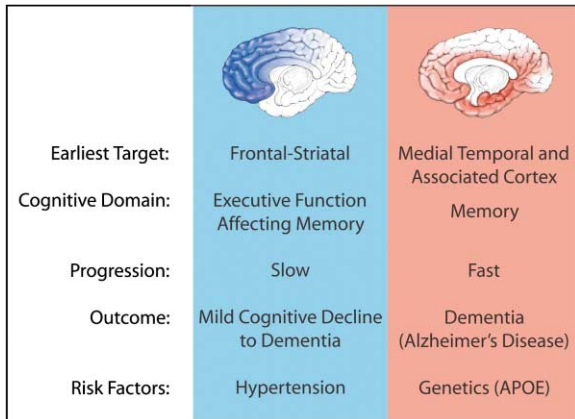 Earliest Target: Frontal-Striatal Medial Temporal and
Associated Cortex
Cognitive Domain: Executive Function
Affecting Memory Memory
Progression: Slow Fast
Outcome: Mild Cognitive Decline
to Dementia Dementia
(Alzheimer's Disease)
Risk Factors: Hypertension Genetics (APOE)